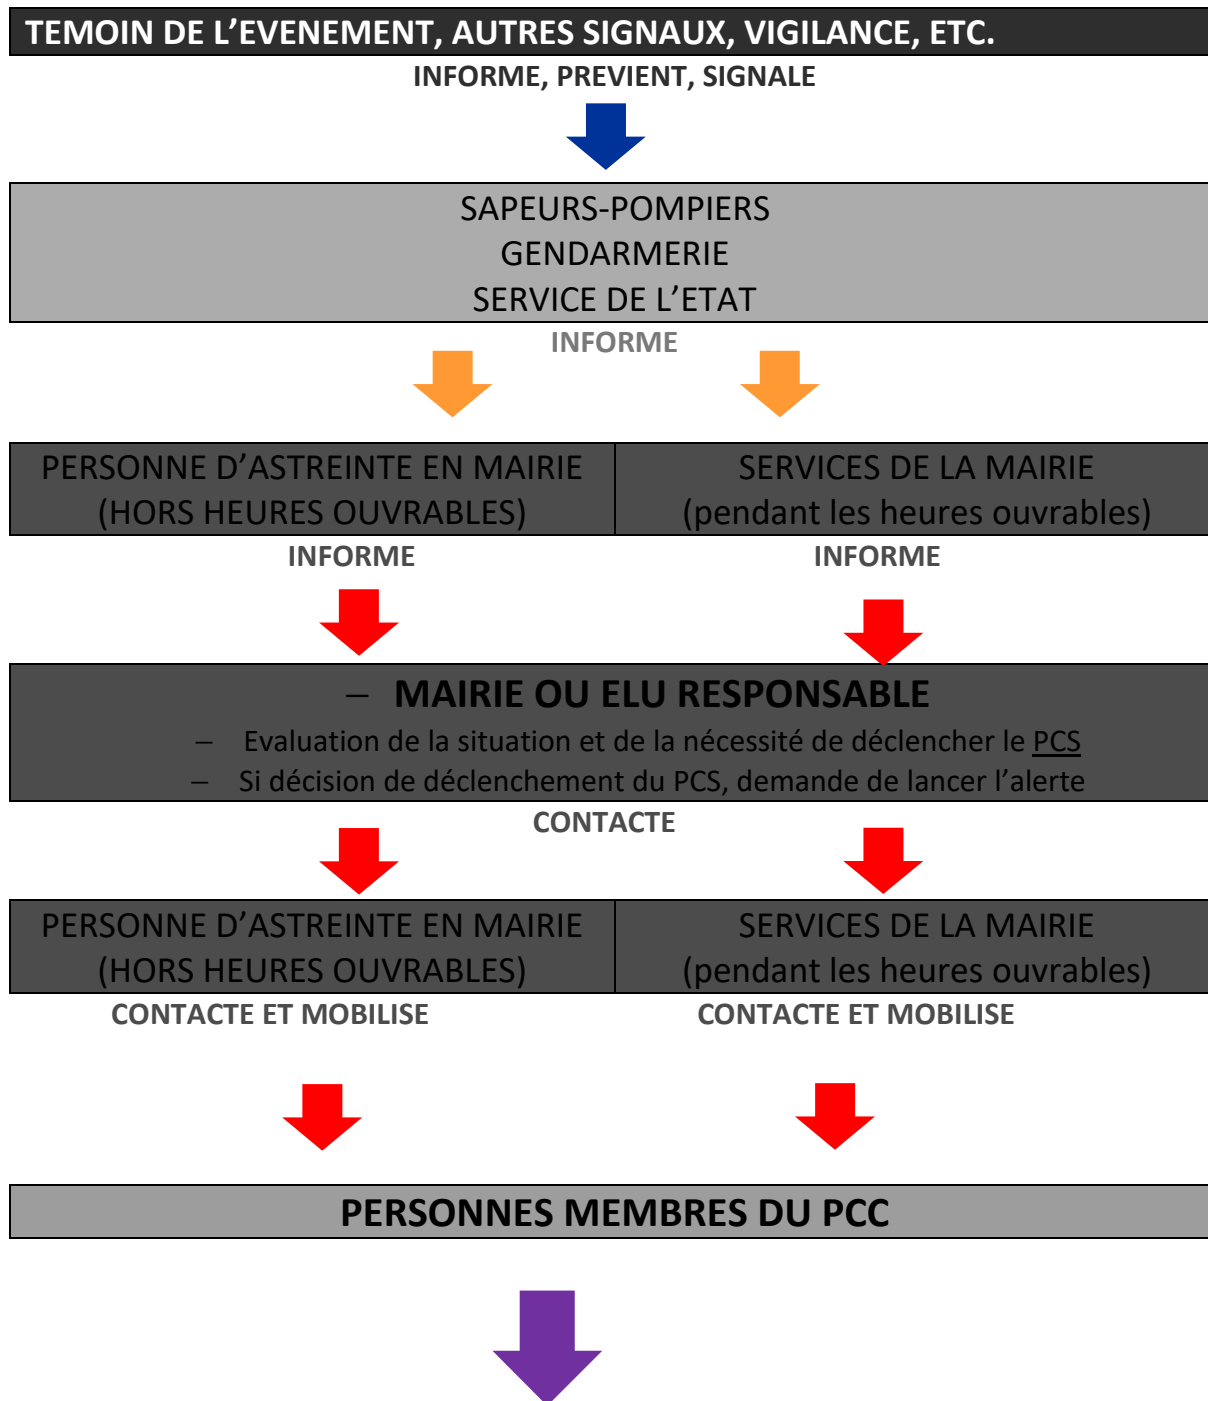 TEMOIN DE L’EVENEMENT, AUTRES SIGNAUX, VIGILANCE, ETC.
INFORME, PREVIENT, SIGNALE
SAPEURS-POMPIERS
GENDARMERIE
SERVICE DE L’ETAT
INFORME
PERSONNE D’ASTREINTE EN MAIRIE
(HORS HEURES OUVRABLES)
SERVICES DE LA MAIRIE
(pendant les heures ouvrables)
INFORME
INFORME
– MAIRIE OU ELU RESPONSABLE
– Evaluation de la situation et de la nécessité de déclencher le PCS
– Si décision de déclenchement du PCS, demande de lancer l’alerte
CONTACTE
PERSONNE D’ASTREINTE EN MAIRIE
(HORS HEURES OUVRABLES)
SERVICES DE LA MAIRIE
(pendant les heures ouvrables)
CONTACTE ET MOBILISE
CONTACTE ET MOBILISE
PERSONNES MEMBRES DU PCC